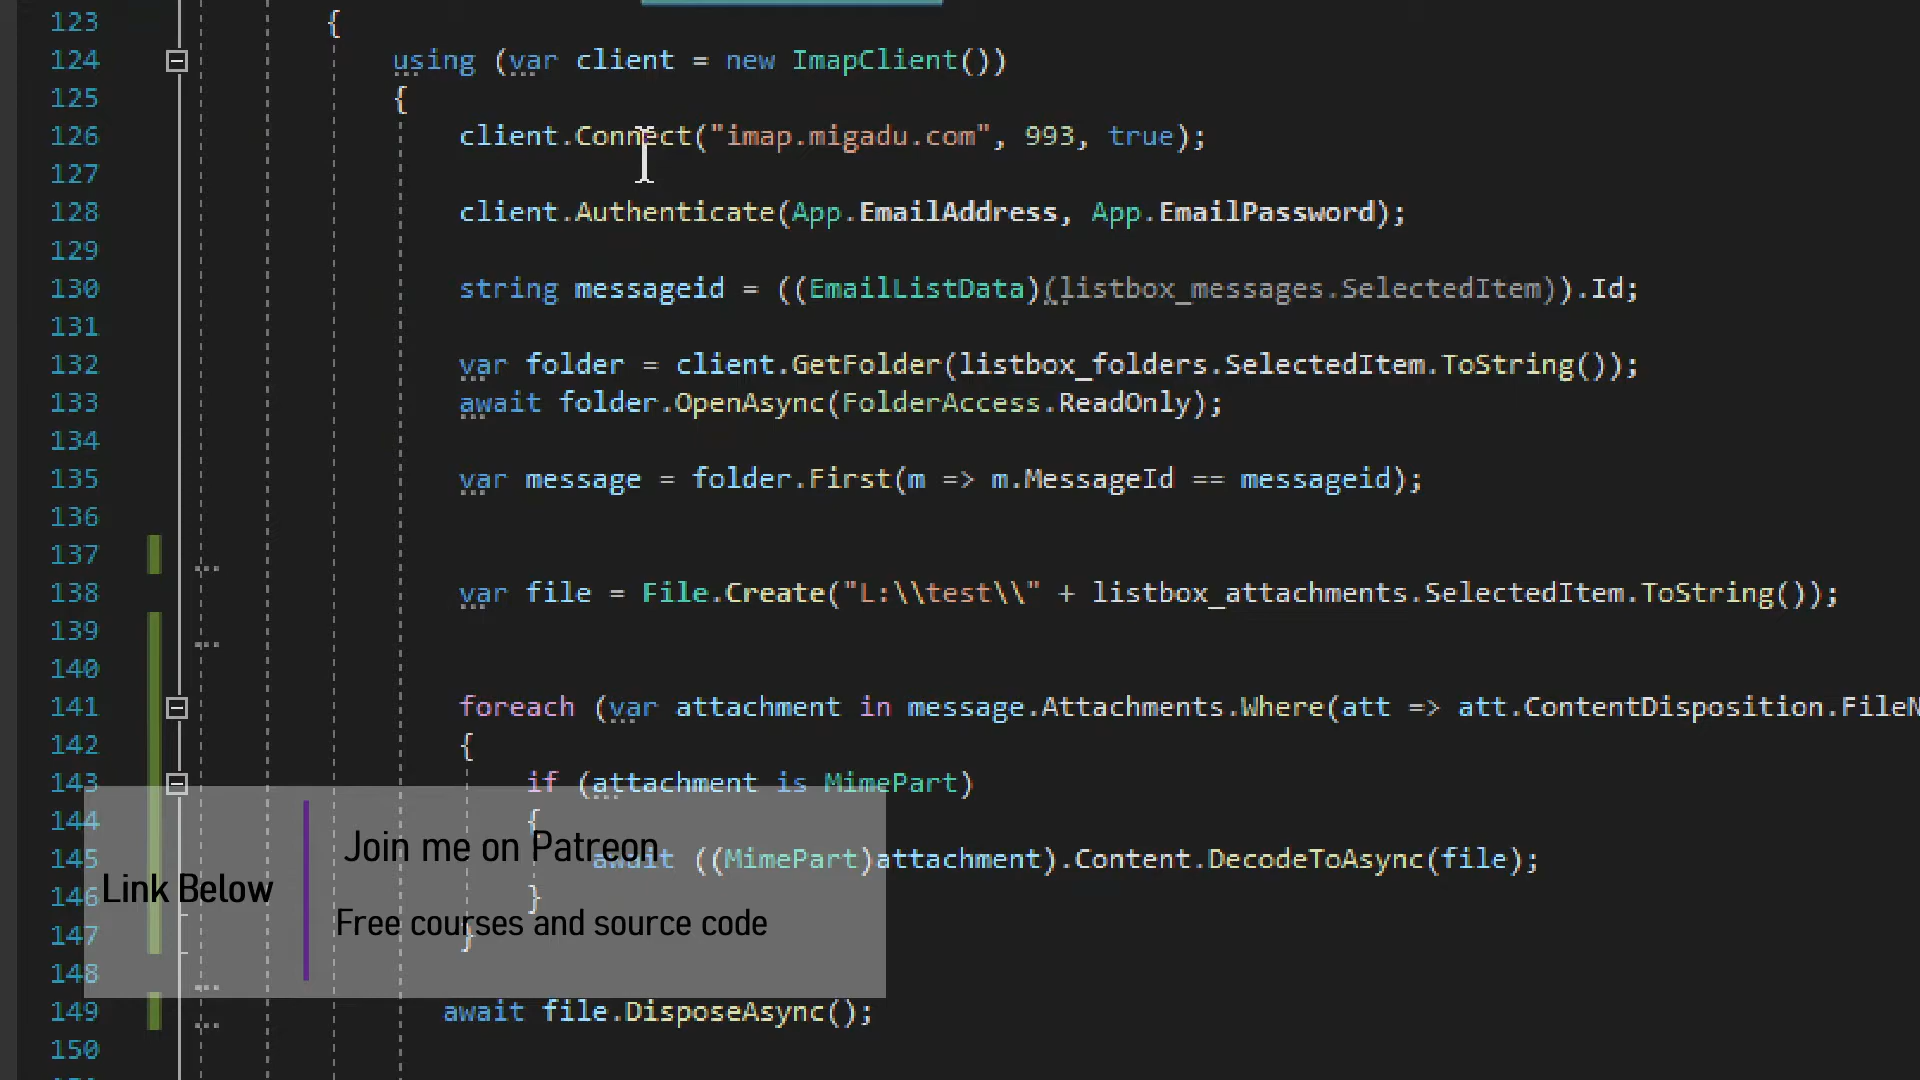 123 {
124 using (var client = new ImapClient())
125 {
126 client.Connect("imap.migadu.com", 993, true);
127
128 client.Authenticate(App.EmailAddress, App.EmailPassword);
129
130 string messageid = ((EmailListData)(listbox_messages.SelectedItem)).Id;
131
132 var folder = client.GetFolder(listbox_folders.SelectedItem.ToString());
133 await folder.OpenAsync(FolderAccess.ReadOnly);
134
135 var message = folder.First(m => m.MessageId == messageid);
136
137
138 var file = File.Create("L:\\test\\" + listbox_attachments.SelectedItem.ToString());
139
140
141 foreach (var attachment in message.Attachments.Where(att => att.ContentDisposition.FileN
142 {
143 if (attachment is MimePart)
144 {
145 await ((MimePart)attachment).Content.DecodeToAsync(file);
146 }
147 }
148
149 await file.DisposeAsync();
150
Link Below
Join me on Patreon
Free courses and source code